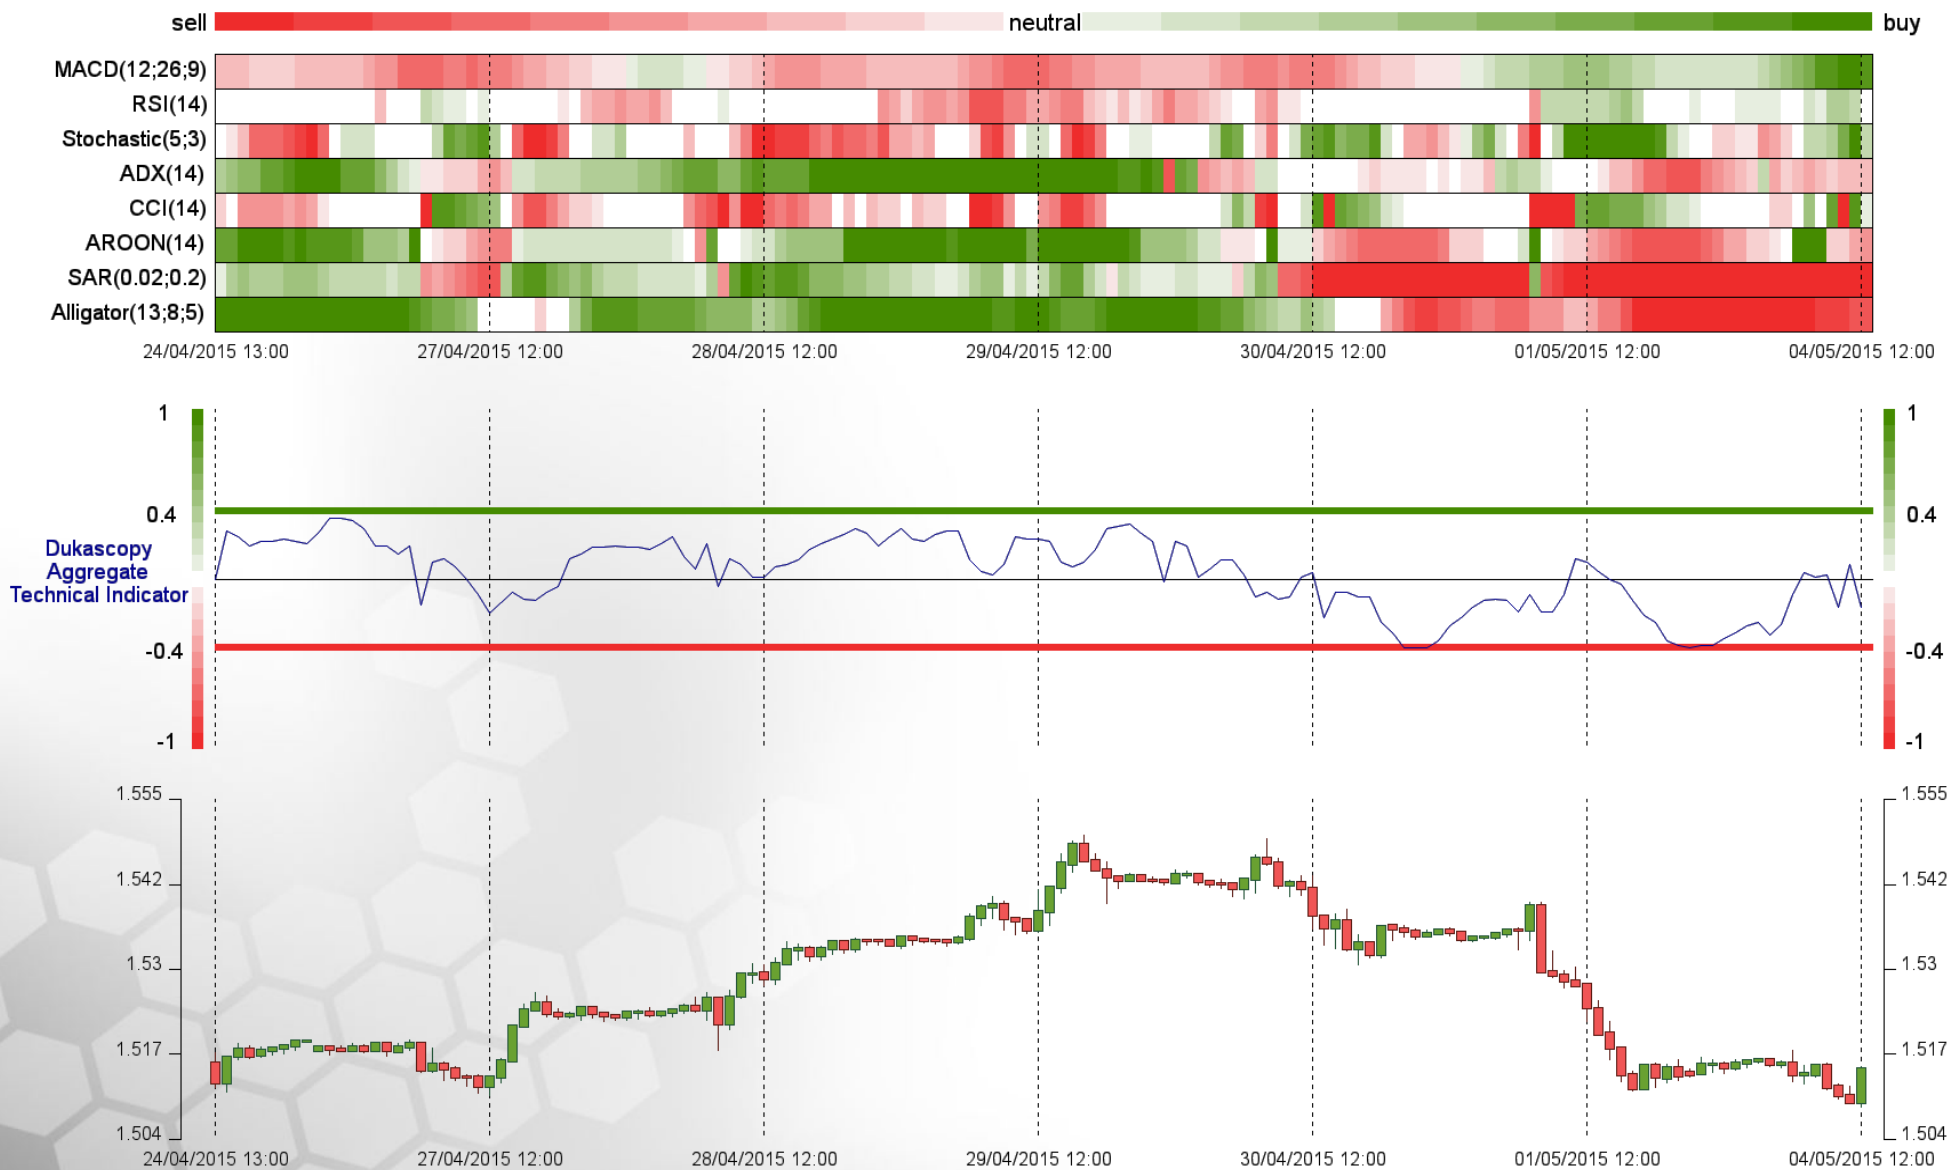 sell neutral buy
MACD(12;26;9)
RSI(14)
Stochastic(5;3)
ADX(14)
CCI(14)
AROON(14)
SAR(0.02;0.2)
Alligator(13;8;5)
24/04/2015 13:00 27/04/2015 12:00 28/04/2015 12:00 29/04/2015 12:00 30/04/2015 12:00 01/05/2015 12:00 04/05/2015 12:00
1 1
0.4 0.4
Dukascopy
Aggregate
Technical Indicator
-0.4 -0.4
-1 -1
1.555 1.555
1.542 1.542
1.53 1.53
1.517 1.517
1.504 1.504
24/04/2015 13:00 27/04/2015 12:00 28/04/2015 12:00 29/04/2015 12:00 30/04/2015 12:00 01/05/2015 12:00 04/05/2015 12:00